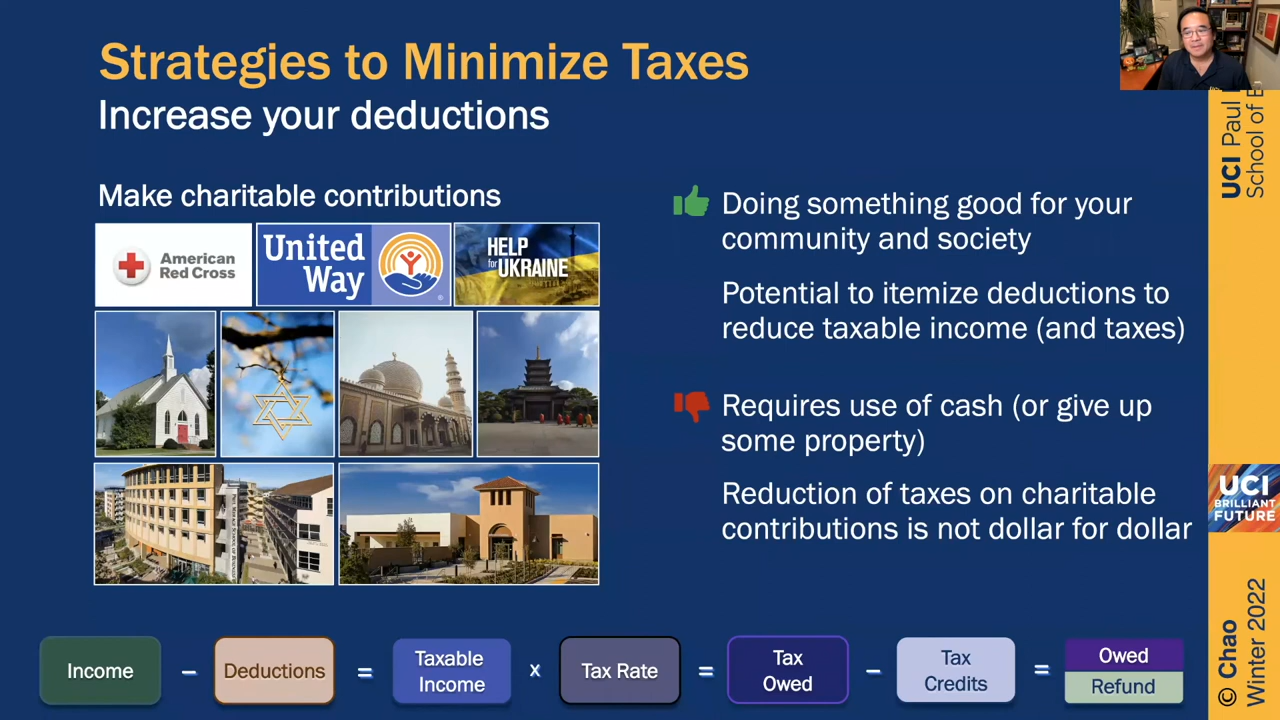 Strategies to Minimize Taxes
Increase your deductions
Make charitable contributions
American
Red Cross
United
Way
HELP
for UKRAINE
Doing something good for your
community and society
Potential to itemize deductions to
reduce taxable income (and taxes)
Requires use of cash (or give up
some property)
Reduction of taxes on charitable
contributions is not dollar for dollar
Income
−
Deductions
=
Taxable
Income
x
Tax Rate
=
Tax
Owed
−
Tax
Credits
=
Owed
Refund
UCI Paul
School of
UCI
BRILLIANT
FUTURE
© Chao
Winter 2022